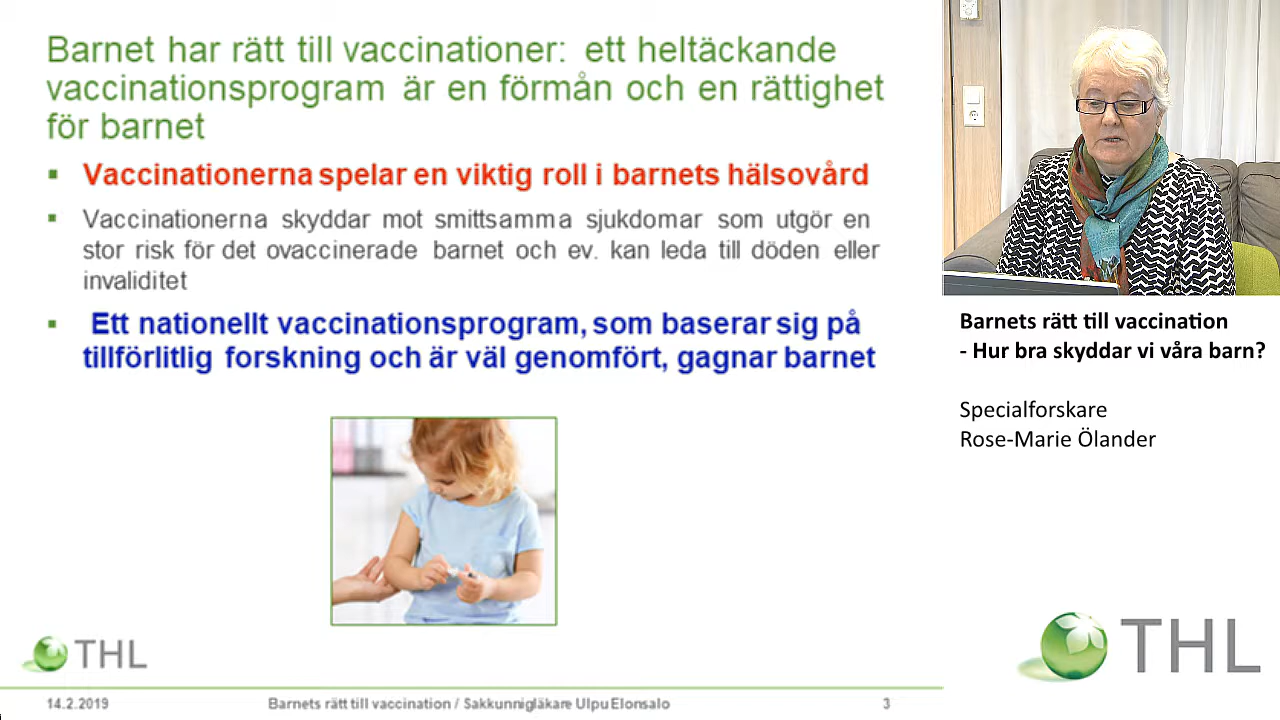 Barnet har rätt till vaccinationer: ett heltäckande
vaccinationsprogram är en förmån och en rättighet
för barnet
Vaccinationerna spelar en viktig roll i barnets hälsovård
Vaccinationerna skyddar mot smittsamma sjukdomar som utgör en
stor risk för det ovaccinerade barnet och ev. kan leda till döden eller
invaliditet
Ett nationellt vaccinationsprogram, som baserar sig på
tillförlitlig forskning och är väl genomfört, gagnar barnet
THL
14.2.2019 Barnets rätt till vaccination / Sakkunnigläkare Ulpu Elonsalo 3
Barnets rätt till vaccination
- Hur bra skyddar vi våra barn?
Specialforskare
Rose-Marie Ölander
THL